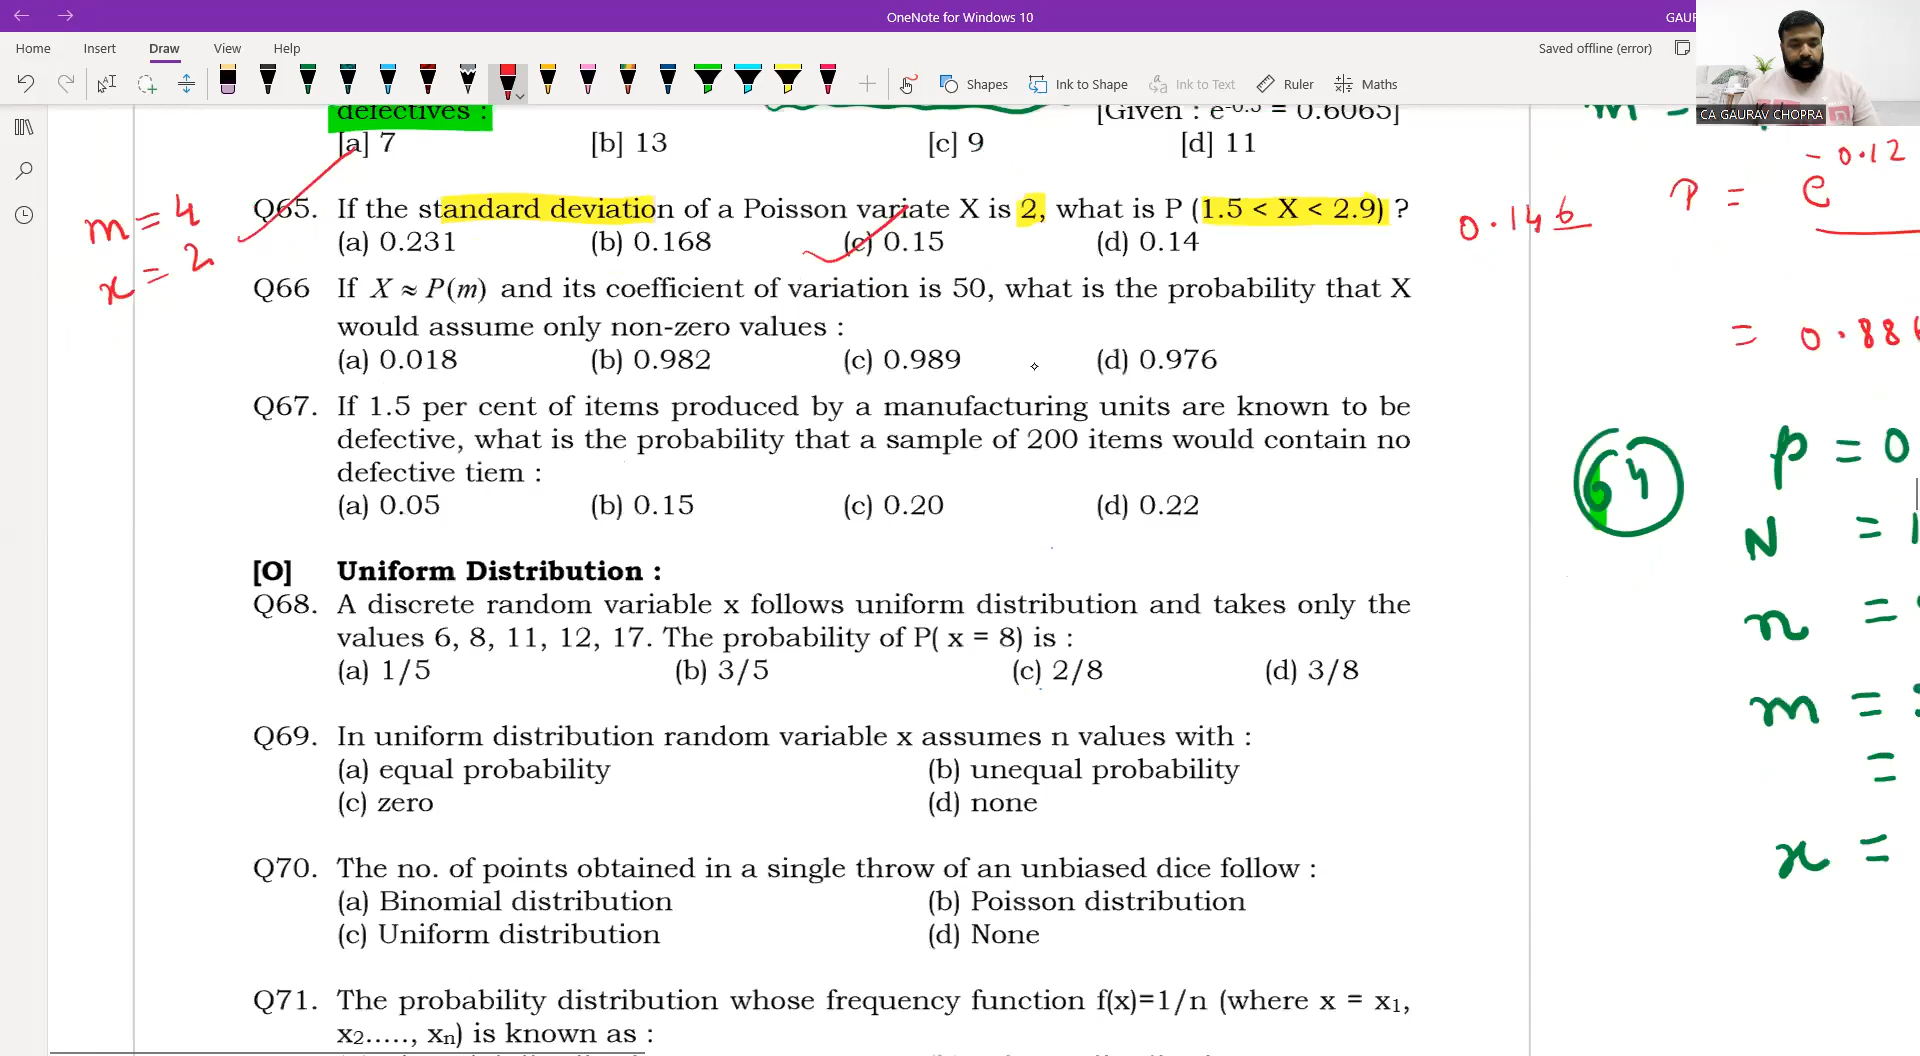 OneNote for Windows 10
GAUR
Home Insert Draw View Help
Saved offline (error)
Shapes Ink to Shape Ink to Text Ruler Maths
CA GAURAV CHOPRA
defectives :
[Given : e-0.5 = 0.6065]
[a] 7 [b] 13 [c] 9 [d] 11
m =
P = e -0.12
m = 4
x = 2
Q65. If the standard deviation of a Poisson variate X is 2, what is P (1.5 < X < 2.9) ?
(a) 0.231 (b) 0.168 (c) 0.15 (d) 0.14
0.146
Q66 If X ≈ P(m) and its coefficient of variation is 50, what is the probability that X
would assume only non-zero values :
(a) 0.018 (b) 0.982 (c) 0.989 (d) 0.976
= 0.886
Q67. If 1.5 per cent of items produced by a manufacturing units are known to be
defective, what is the probability that a sample of 200 items would contain no
defective tiem :
(a) 0.05 (b) 0.15 (c) 0.20 (d) 0.22
64
p = 0
N = 1
n =
m =
=
x =
[O] Uniform Distribution :
Q68. A discrete random variable x follows uniform distribution and takes only the
values 6, 8, 11, 12, 17. The probability of P( x = 8) is :
(a) 1/5 (b) 3/5 (c) 2/8 (d) 3/8
Q69. In uniform distribution random variable x assumes n values with :
(a) equal probability (b) unequal probability
(c) zero (d) none
Q70. The no. of points obtained in a single throw of an unbiased dice follow :
(a) Binomial distribution (b) Poisson distribution
(c) Uniform distribution (d) None
Q71. The probability distribution whose frequency function f(x)=1/n (where x = x1,
x2....., xn) is known as :